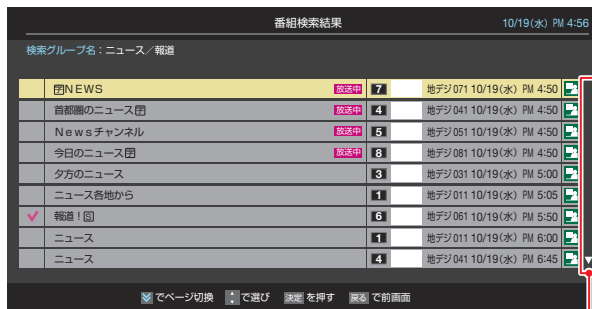 番組検索結果 10/19(水) PM 4:56
検索グループ名：ニュース／報道
🈑NEWS 放送中 7 地デジ071 10/19(水) PM 4:50
首都圏のニュース🈑 放送中 4 地デジ041 10/19(水) PM 4:50
Newsチャンネル 放送中 5 地デジ051 10/19(水) PM 4:50
今日のニュース🈑 放送中 8 地デジ081 10/19(水) PM 4:50
夕方のニュース 3 地デジ031 10/19(水) PM 5:00
ニュース各地から 1 地デジ011 10/19(水) PM 5:05
報道！🅂 6 地デジ061 10/19(水) PM 5:50
ニュース 1 地デジ011 10/19(水) PM 6:00
ニュース 4 地デジ041 10/19(水) PM 6:45
でページ切換 で選び 決定 を押す 戻る で前画面